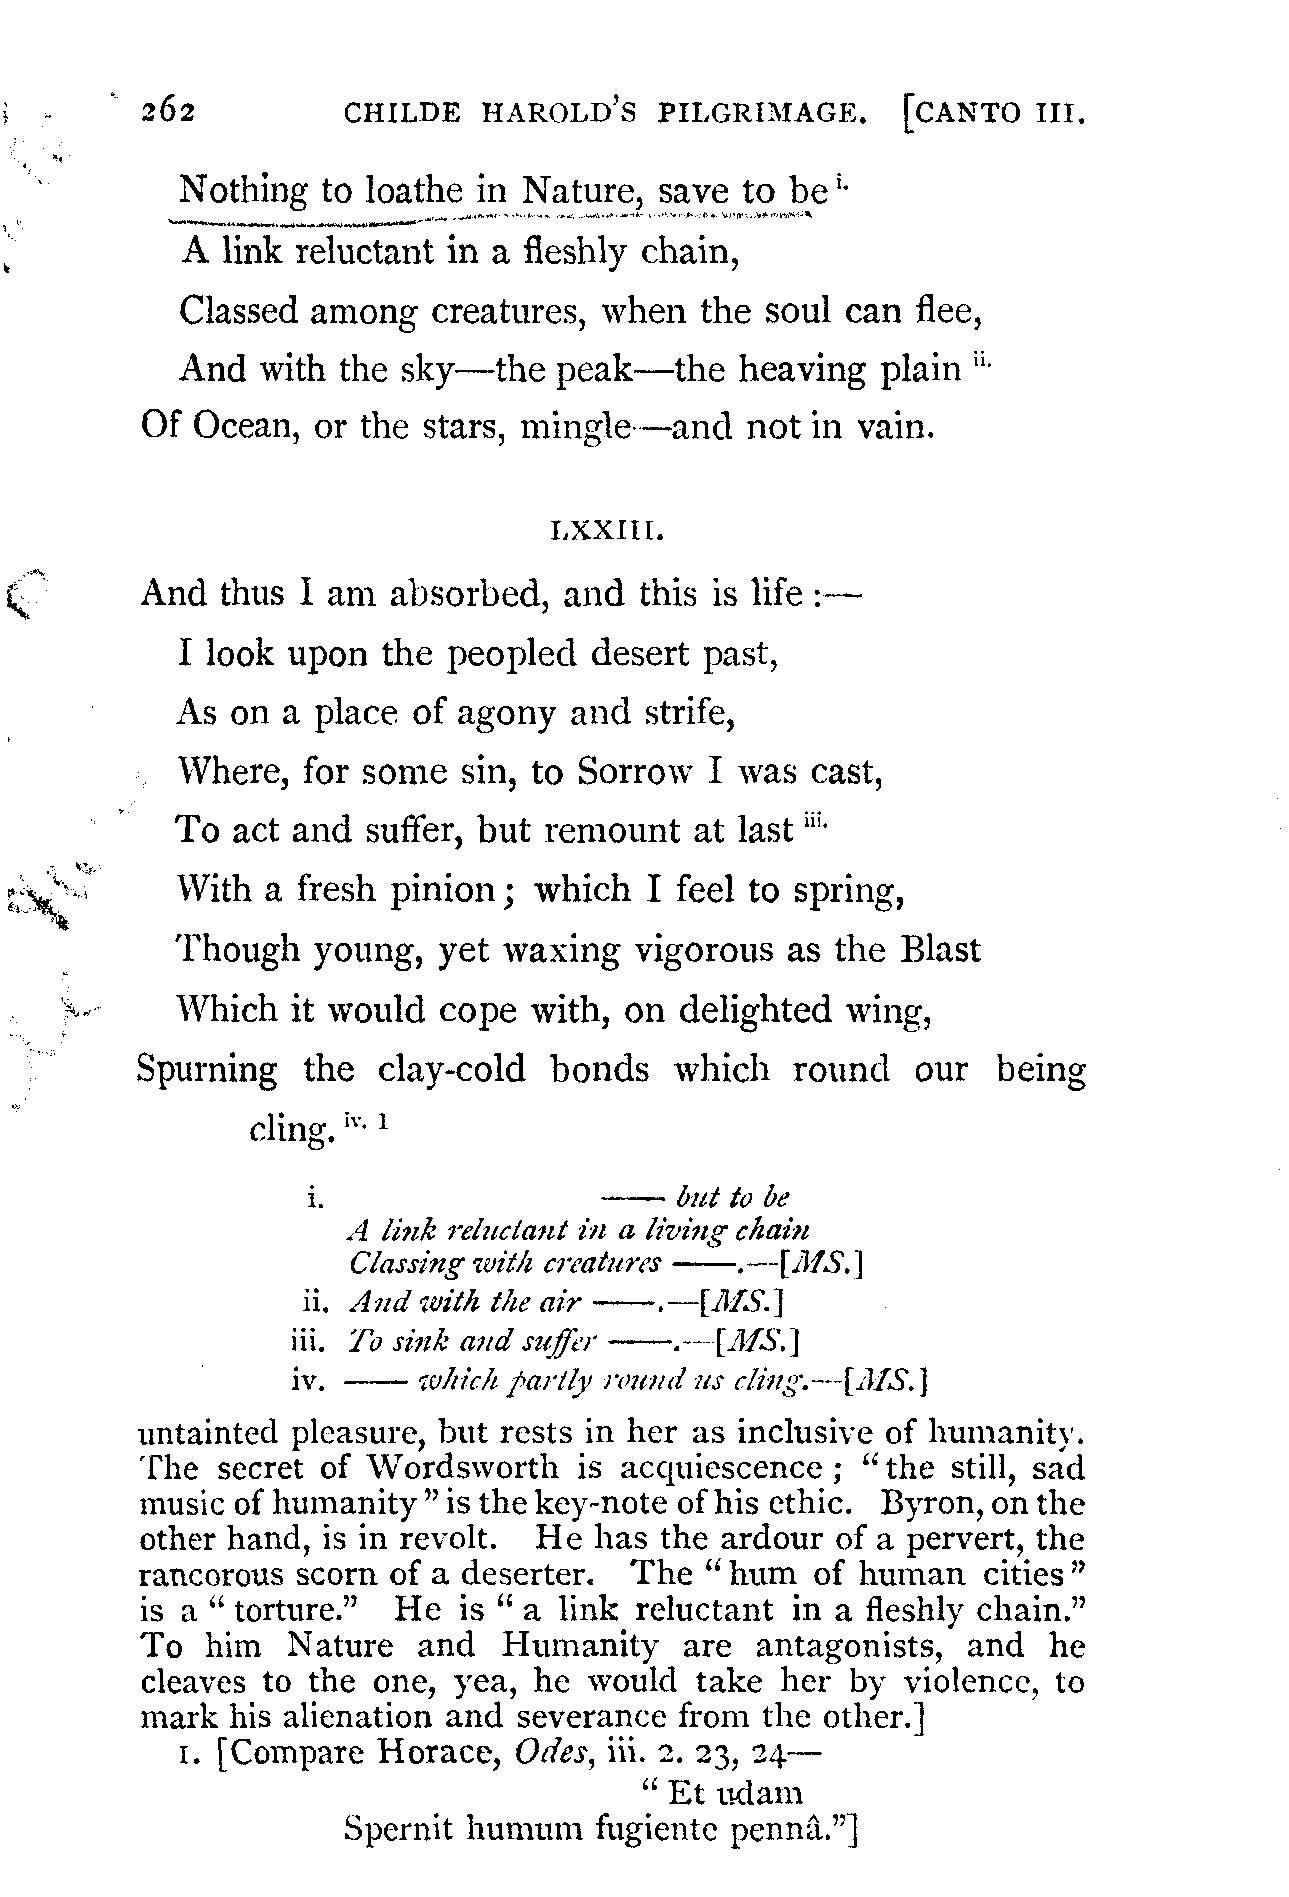 262 CHILDE HAROLD'S PILGRIMAGE. [CANTO III.
Nothing to loathe in Nature, save to be i.
A link reluctant in a fleshly chain,
Classed among creatures, when the soul can flee,
And with the sky—the peak—the heaving plain ii.
Of Ocean, or the stars, mingle—and not in vain.
LXXIII.
And thus I am absorbed, and this is life :—
I look upon the peopled desert past,
As on a place of agony and strife,
Where, for some sin, to Sorrow I was cast,
To act and suffer, but remount at last iii.
With a fresh pinion; which I feel to spring,
Though young, yet waxing vigorous as the Blast
Which it would cope with, on delighted wing,
Spurning the clay-cold bonds which round our being
cling. iv. 1
i. —— but to be
A link reluctant in a living chain
Classing with creatures ——.—[MS.]
ii. And with the air ——.—[MS.]
iii. To sink and suffer ——.—[MS.]
iv. —— which partly round us cling.—[MS.]
untainted pleasure, but rests in her as inclusive of humanity.
The secret of Wordsworth is acquiescence; "the still, sad
music of humanity" is the key-note of his ethic. Byron, on the
other hand, is in revolt. He has the ardour of a pervert, the
rancorous scorn of a deserter. The "hum of human cities"
is a "torture." He is "a link reluctant in a fleshly chain."
To him Nature and Humanity are antagonists, and he
cleaves to the one, yea, he would take her by violence, to
mark his alienation and severance from the other.]
1. [Compare Horace, Odes, iii. 2. 23, 24—
"Et udam
Spernit humum fugiente pennâ."]